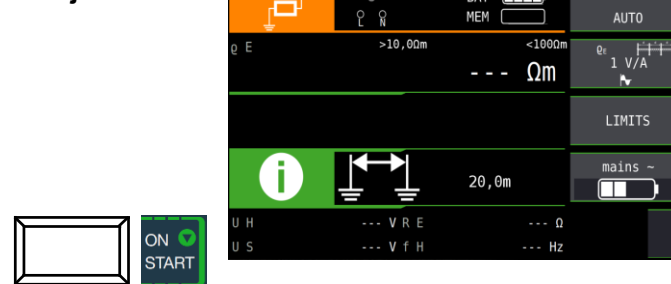 L N
MEM
AUTO
ϱ E >10,0Ωm <100Ωm
--- Ωm
ϱE
1 V/A
LIMITS
mains ~
i
20,0m
U H --- V R E --- Ω
U S --- V f H --- Hz
ON
START